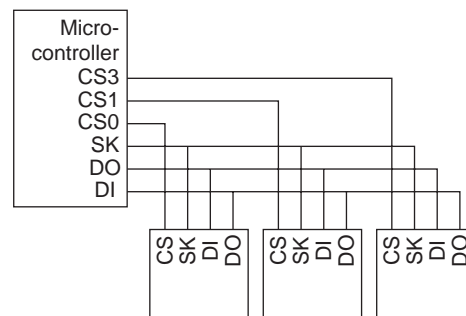 Micro-
controller
CS3
CS1
CS0
SK
DO
DI
CS SK DI DO
CS SK DI DO
CS SK DI DO